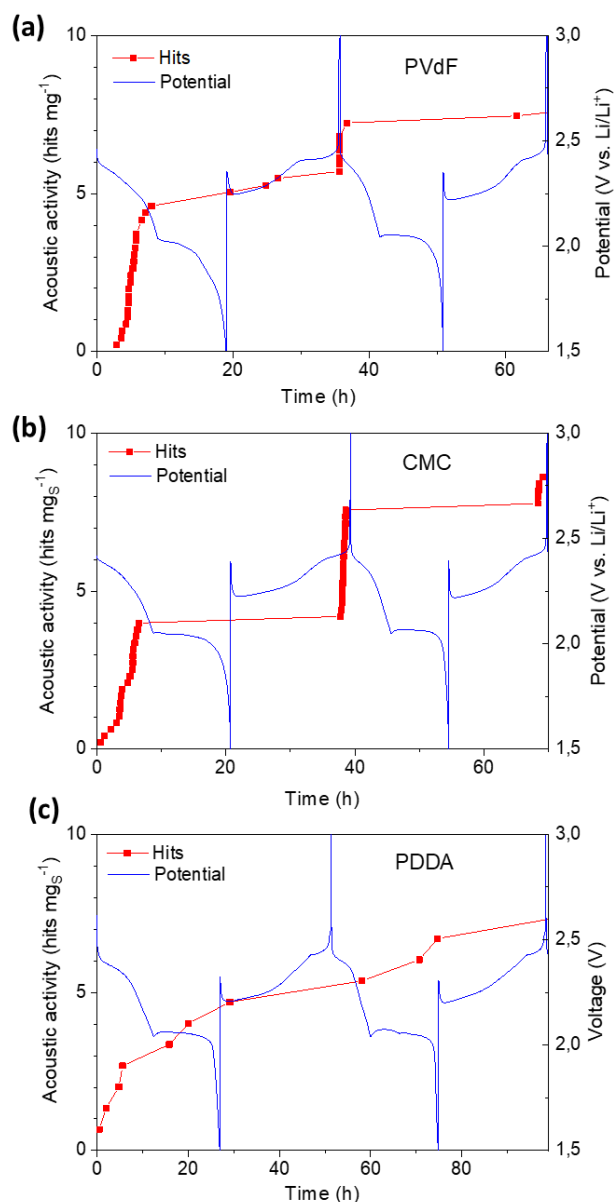 (a)
10
3,0
Hits
Potential
PVdF
2,5
5
2,0
0
1,5
0
20
40
60
Time (h)
Acoustic activity (hits mg⁻¹)
Potential (V vs. Li/Li⁺)
(b)
10
3,0
Hits
Potential
CMC
2,5
5
2,0
0
1,5
0
20
40
60
Time (h)
Acoustic activity (hits mgS⁻¹)
Potential (V vs. Li/Li⁺)
(c)
10
3,0
Hits
Potential
PDDA
2,5
5
2,0
0
1,5
0
20
40
60
80
Time (h)
Acoustic activity (hits mgS⁻¹)
Voltage (V)